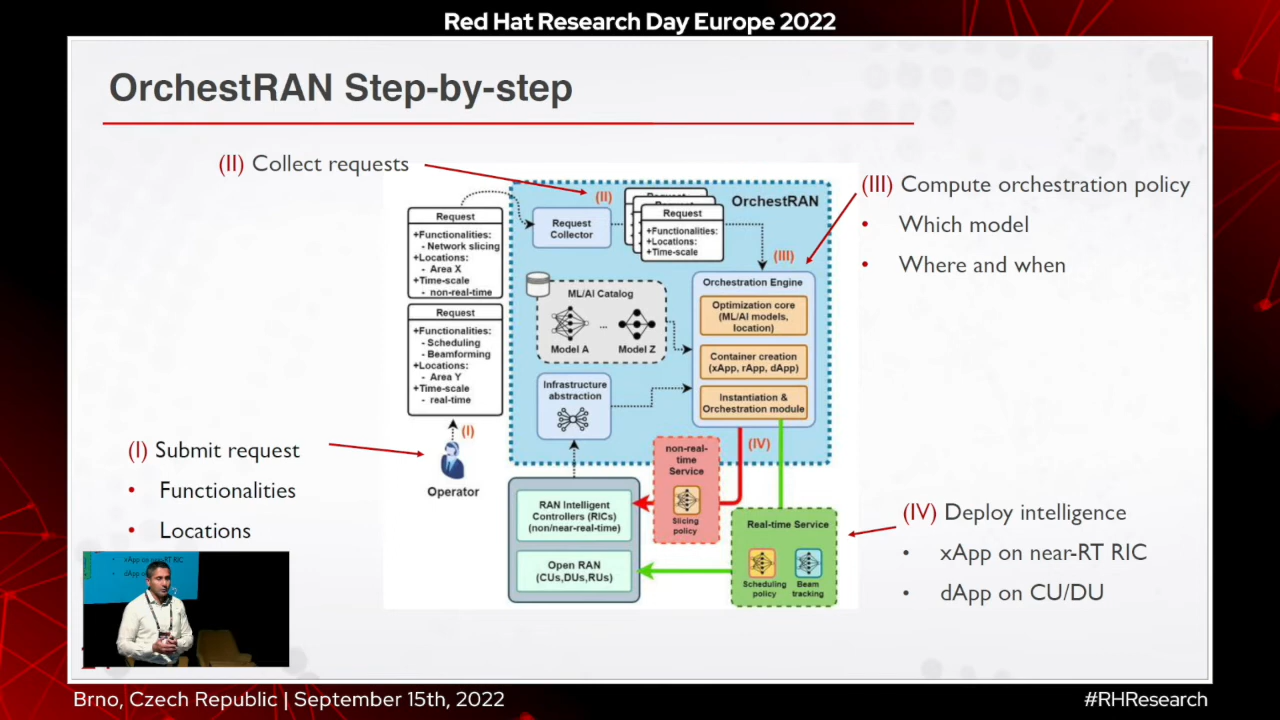 Red Hat Research Day Europe 2022
OrchestRAN Step-by-step
(II) Collect requests
(III) Compute orchestration policy
• Which model
• Where and when
(I) Submit request
• Functionalities
• Locations
(IV) Deploy intelligence
• xApp on near-RT RIC
• dApp on CU/DU
Request
+Functionalities:
- Network slicing
+Locations:
- Area X
+Time-scale
- non-real-time
Request
+Functionalities:
- Scheduling
- Beamforming
+Locations:
- Area Y
+Time-scale
- real-time
(I)
Operator
OrchestRAN
(II)
Request
Collector
Request
Request
+Functionalities:
+Locations:
+Time-scale
(III)
ML/AI Catalog
...
Model A
Model Z
Infrastructure
abstraction
Orchestration Engine
Optimization core
(ML/AI models,
location)
Container creation
(xApp, rApp, dApp)
Instantiation &
Orchestration module
(IV)
non-real-
time
Service
Slicing
policy
RAN Intelligent
Controllers (RICs)
(non/near-real-time)
Open RAN
(CUs,DUs,RUs)
Real-time Service
Scheduling
policy
Beam
tracking
xApp on near-RT RIC
Brno, Czech Republic | September 15th, 2022
#RHResearch